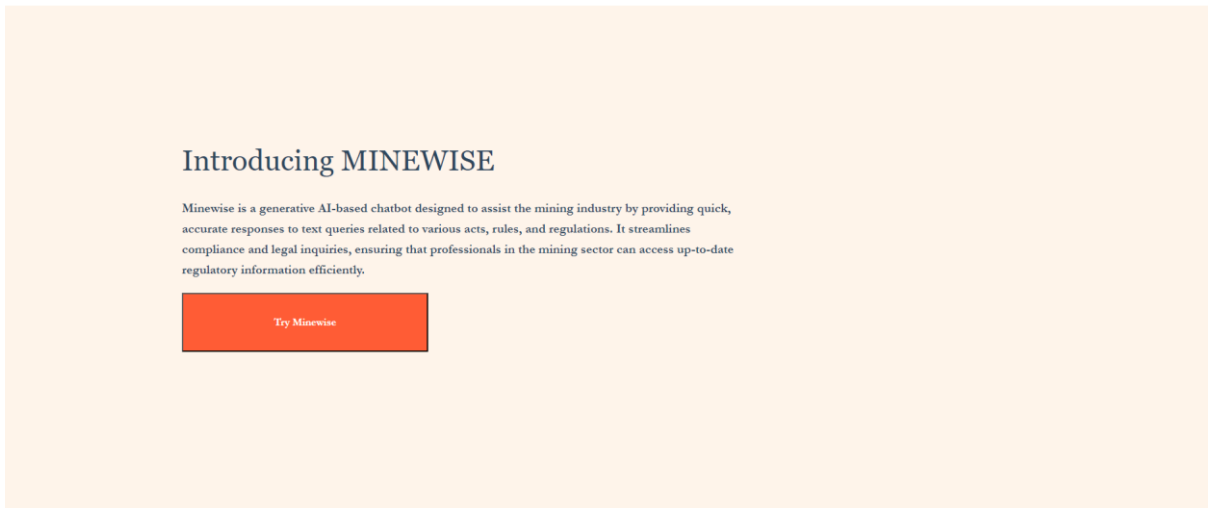 Introducing MINEWISE
Minewise is a generative AI-based chatbot designed to assist the mining industry by providing quick,
accurate responses to text queries related to various acts, rules, and regulations. It streamlines
compliance and legal inquiries, ensuring that professionals in the mining sector can access up-to-date
regulatory information efficiently.
Try Minewise